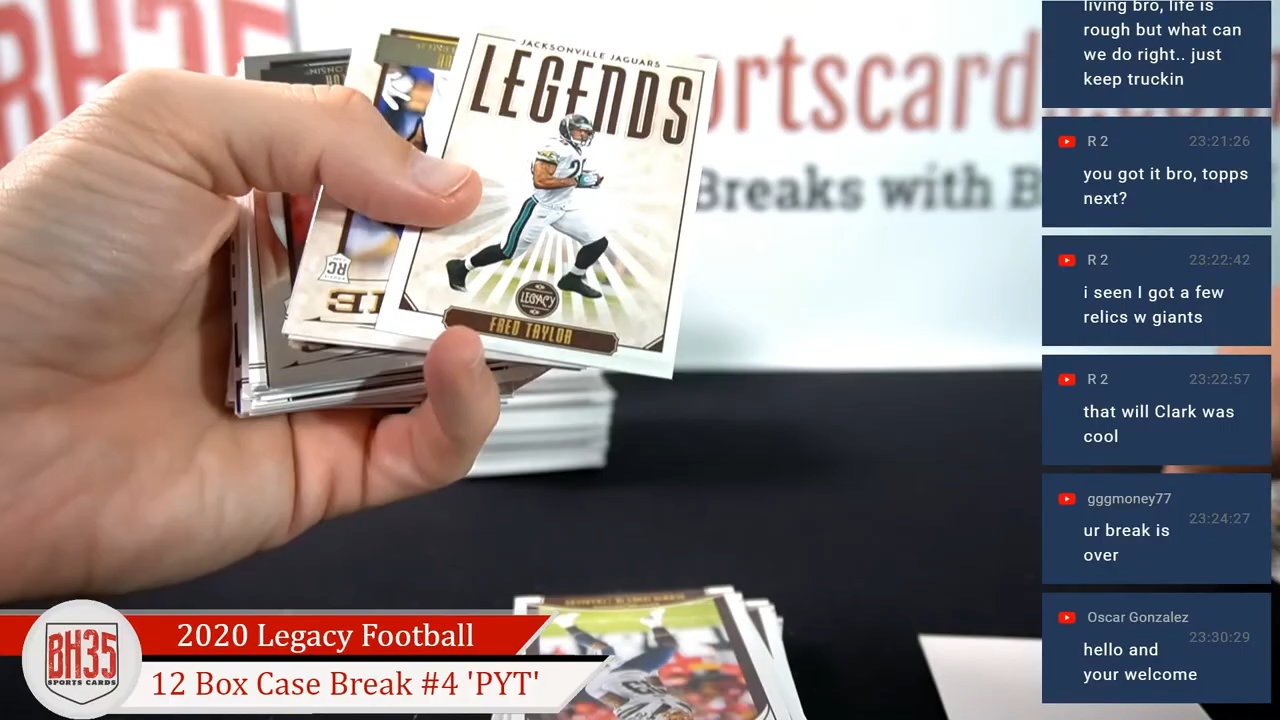 JACKSONVILLE JAGUARS
LEGENDS
LEGACY
FRED TAYLOR
RC
ortscard
Breaks with B
living bro, life is
rough but what can
we do right.. just
keep truckin
R 2 23:21:26
you got it bro, topps
next?
R 2 23:22:42
i seen I got a few
relics w giants
R 2 23:22:57
that will Clark was
cool
gggmoney77
23:24:27
ur break is
over
Oscar Gonzalez
23:30:29
hello and
your welcome
BH35
SPORTS CARDS
2020 Legacy Football
12 Box Case Break #4 'PYT'